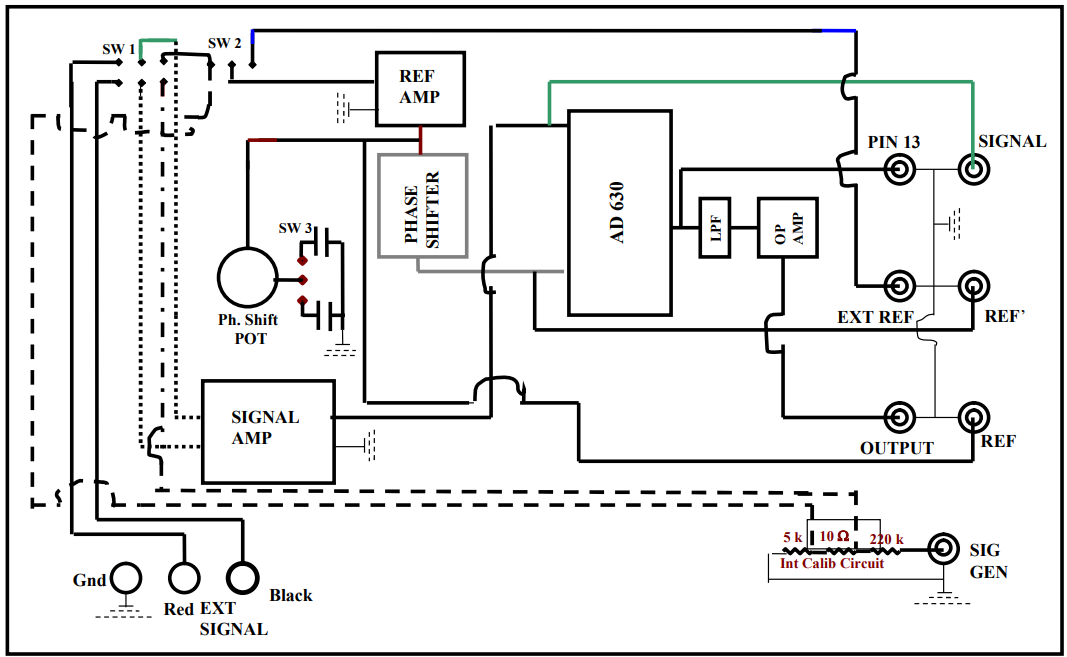 SW 1
SW 2
REF
AMP
PHASE
SHIFTER
AD 630
LPF
OP
AMP
PIN 13
SIGNAL
SW 3
Ph. Shift
POT
EXT REF
REF’
SIGNAL
AMP
OUTPUT
REF
5 k
10 Ω
220 k
Int Calib Circuit
SIG
GEN
Gnd
Red
EXT
SIGNAL
Black